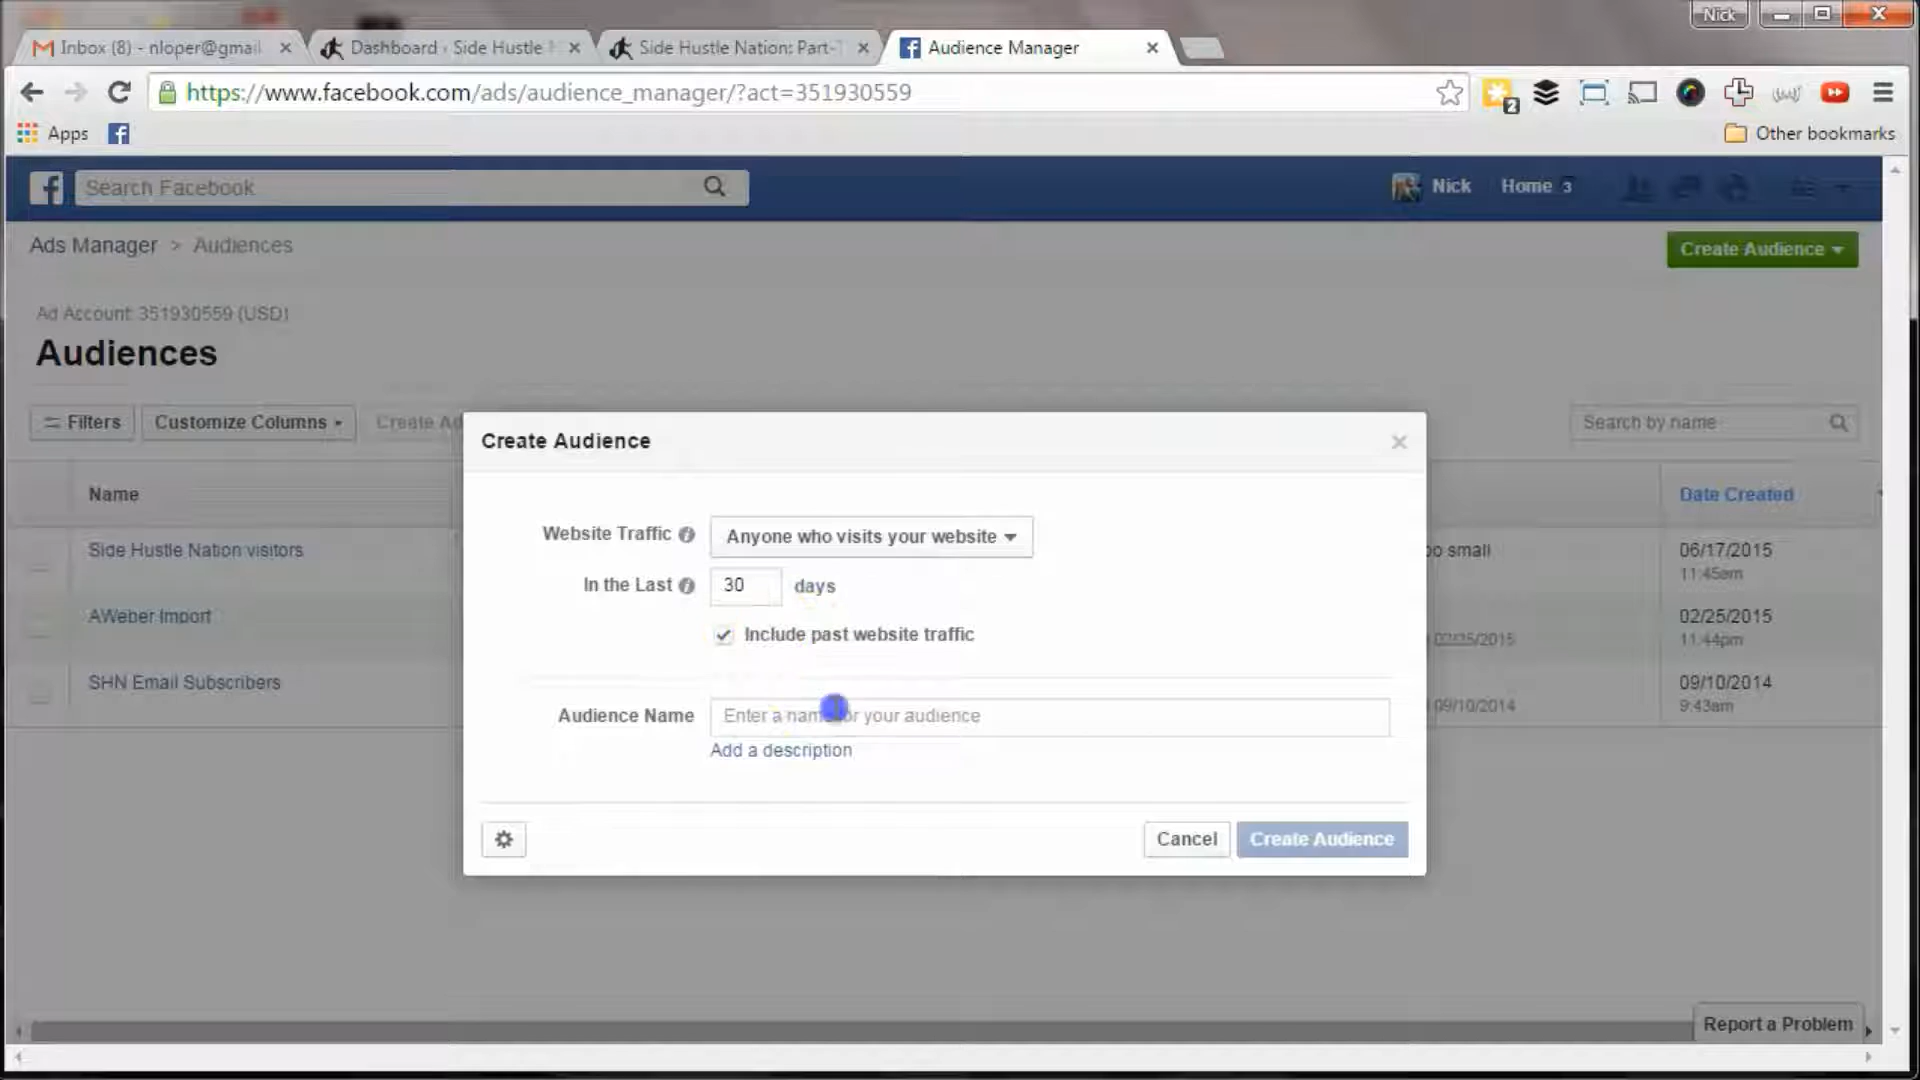 Nick
Inbox (8) - nloper@gmail
Dashboard ‹ Side Hustle
Side Hustle Nation: Part-
Audience Manager
https://www.facebook.com/ads/audience_manager/?act=351930559
2
Apps
Other bookmarks
Search Facebook
Nick
Home 3
Ads Manager > Audiences
Create Audience
Ad Account: 351930559 (USD)
Audiences
Filters
Customize Columns
Create Ad
Search by name
Create Audience
Name
Date Created
Website Traffic
Anyone who visits your website
Side Hustle Nation visitors
small
06/17/2015
11:45am
In the Last
30
days
AWeber Import
02/25/2015
11:44pm
Include past website traffic
02/25/2015
SHN Email Subscribers
09/10/2014
9:43am
09/10/2014
Audience Name
Enter a name for your audience
Add a description
Cancel
Create Audience
Report a Problem